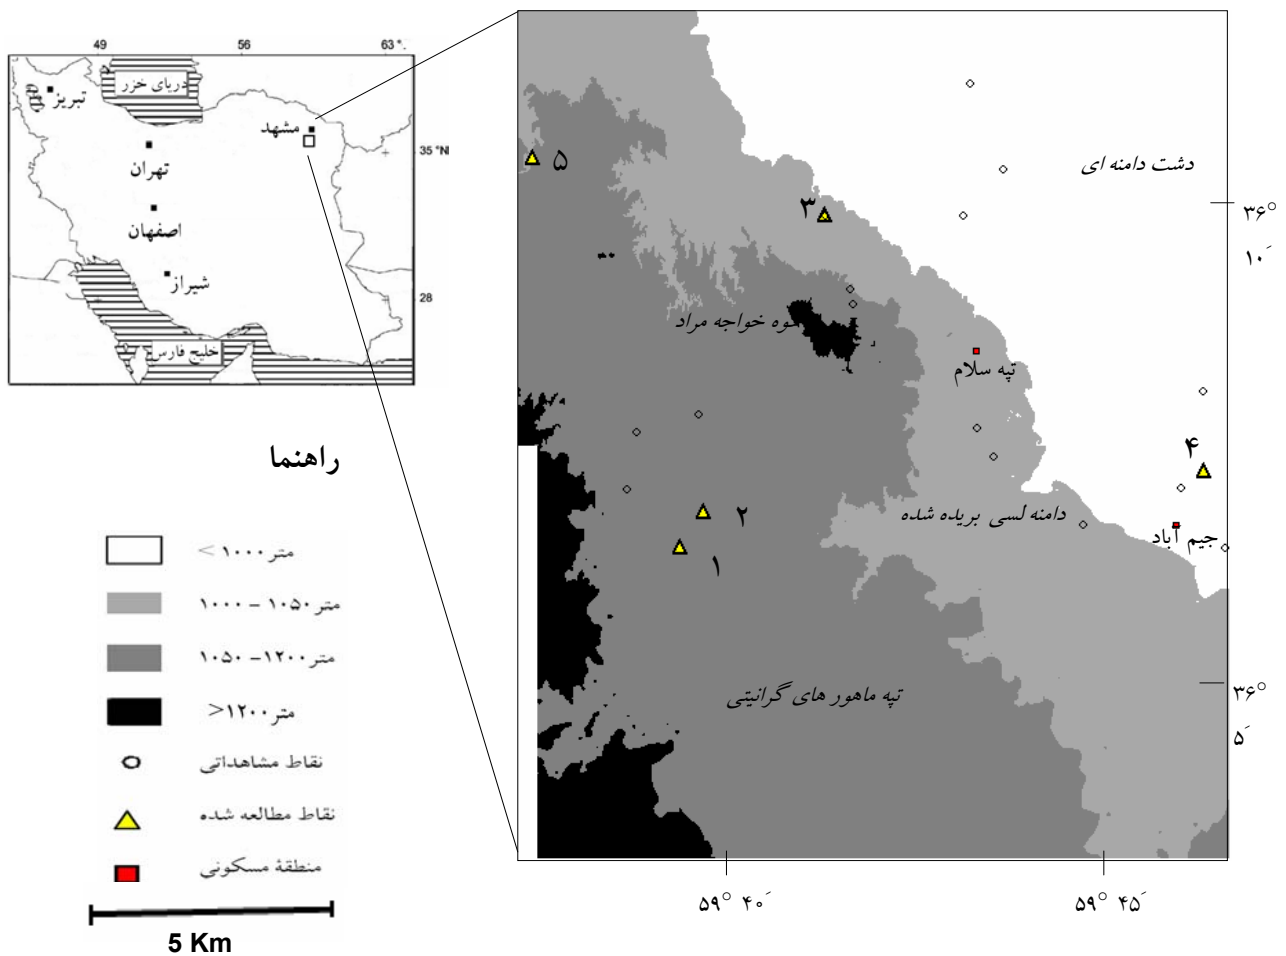 49 56 63 °.
دریای خزر
تبریز
مشهد
35 °N
تهران
اصفهان
شیراز
28
خلیج فارس
راهنما
< ۱۰۰۰ متر
۱۰۰۰ – ۱۰۵۰ متر
۱۰۵۰ – ۱۲۰۰ متر
>۱۲۰۰ متر
نقاط مشاهداتی
نقاط مطالعه شده
منطقهٔ مسکونی
5 Km
۵
دشت دامنه ای
۳
۳۶°
۱۰´
کوه خواجه مراد
تپه سلام
۴
۲
دامنه لسی بریده شده
جیم آباد
۱
تپه ماهور های گرانیتی
۳۶°
۵´
۵۹° ۴۰´
۵۹° ۴۵´